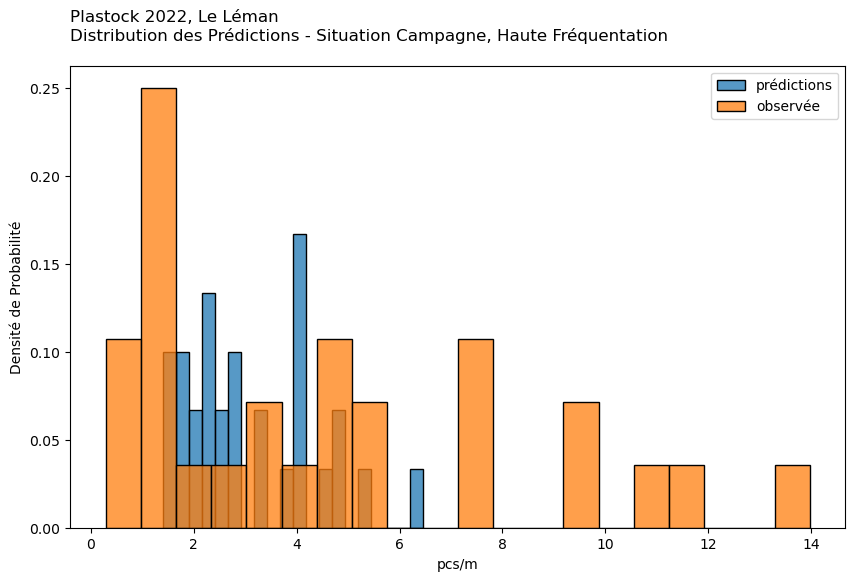 Plastock 2022, Le Léman
Distribution des Prédictions - Situation Campagne, Haute Fréquentation
prédictions
observée
Densité de Probabilité
0.25
0.20
0.15
0.10
0.05
0.00
0 2 4 6 8 10 12 14
pcs/m